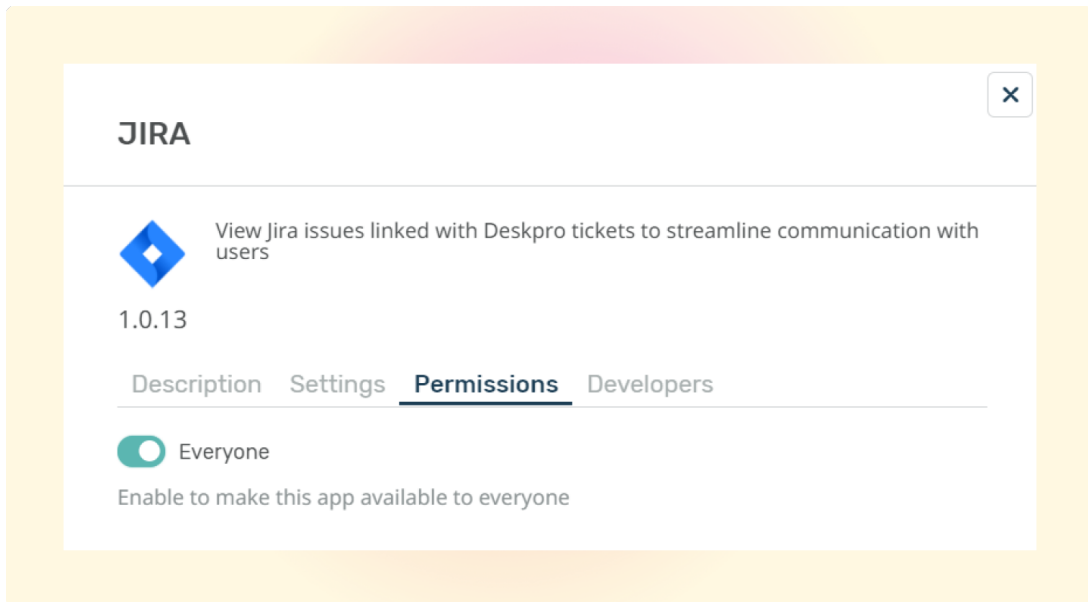 JIRA
View Jira issues linked with Deskpro tickets to streamline communication with
users
1.0.13
Description Settings Permissions Developers
Everyone
Enable to make this app available to everyone